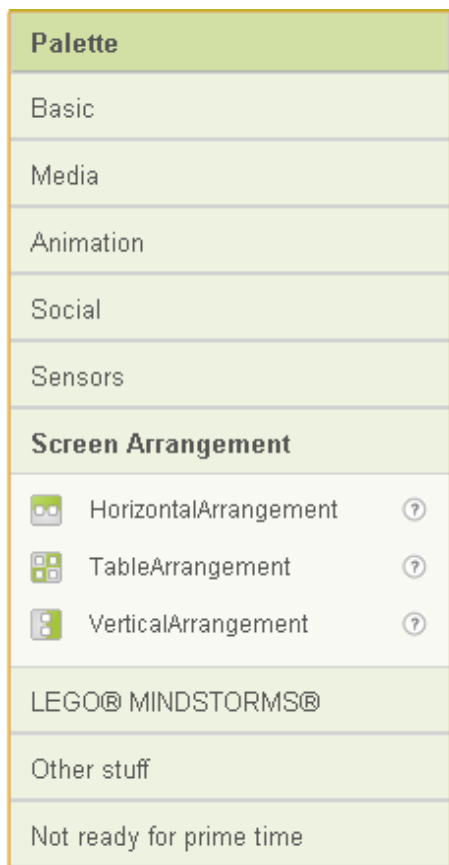 Palette
Basic
Media
Animation
Social
Sensors
Screen Arrangement
HorizontalArrangement ?
TableArrangement ?
VerticalArrangement ?
LEGO® MINDSTORMS®
Other stuff
Not ready for prime time